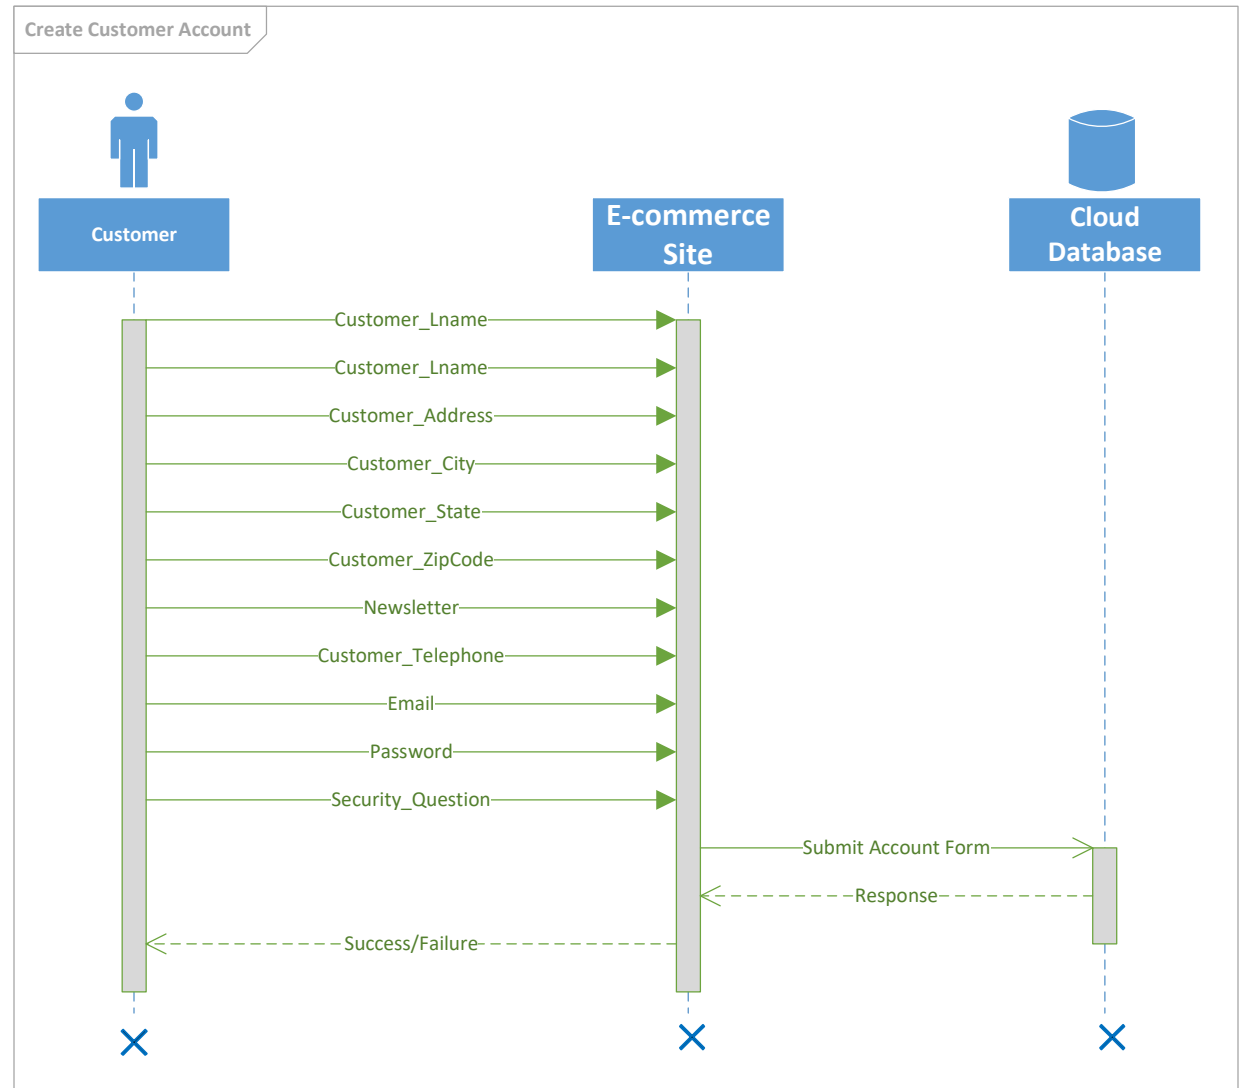 Create Customer Account
Customer
E-commerce
Site
Cloud
Database
Customer_Lname
Customer_Lname
Customer_Address
Customer_City
Customer_State
Customer_ZipCode
Newsletter
Customer_Telephone
Email
Password
Security_Question
Submit Account Form
Response
Success/Failure